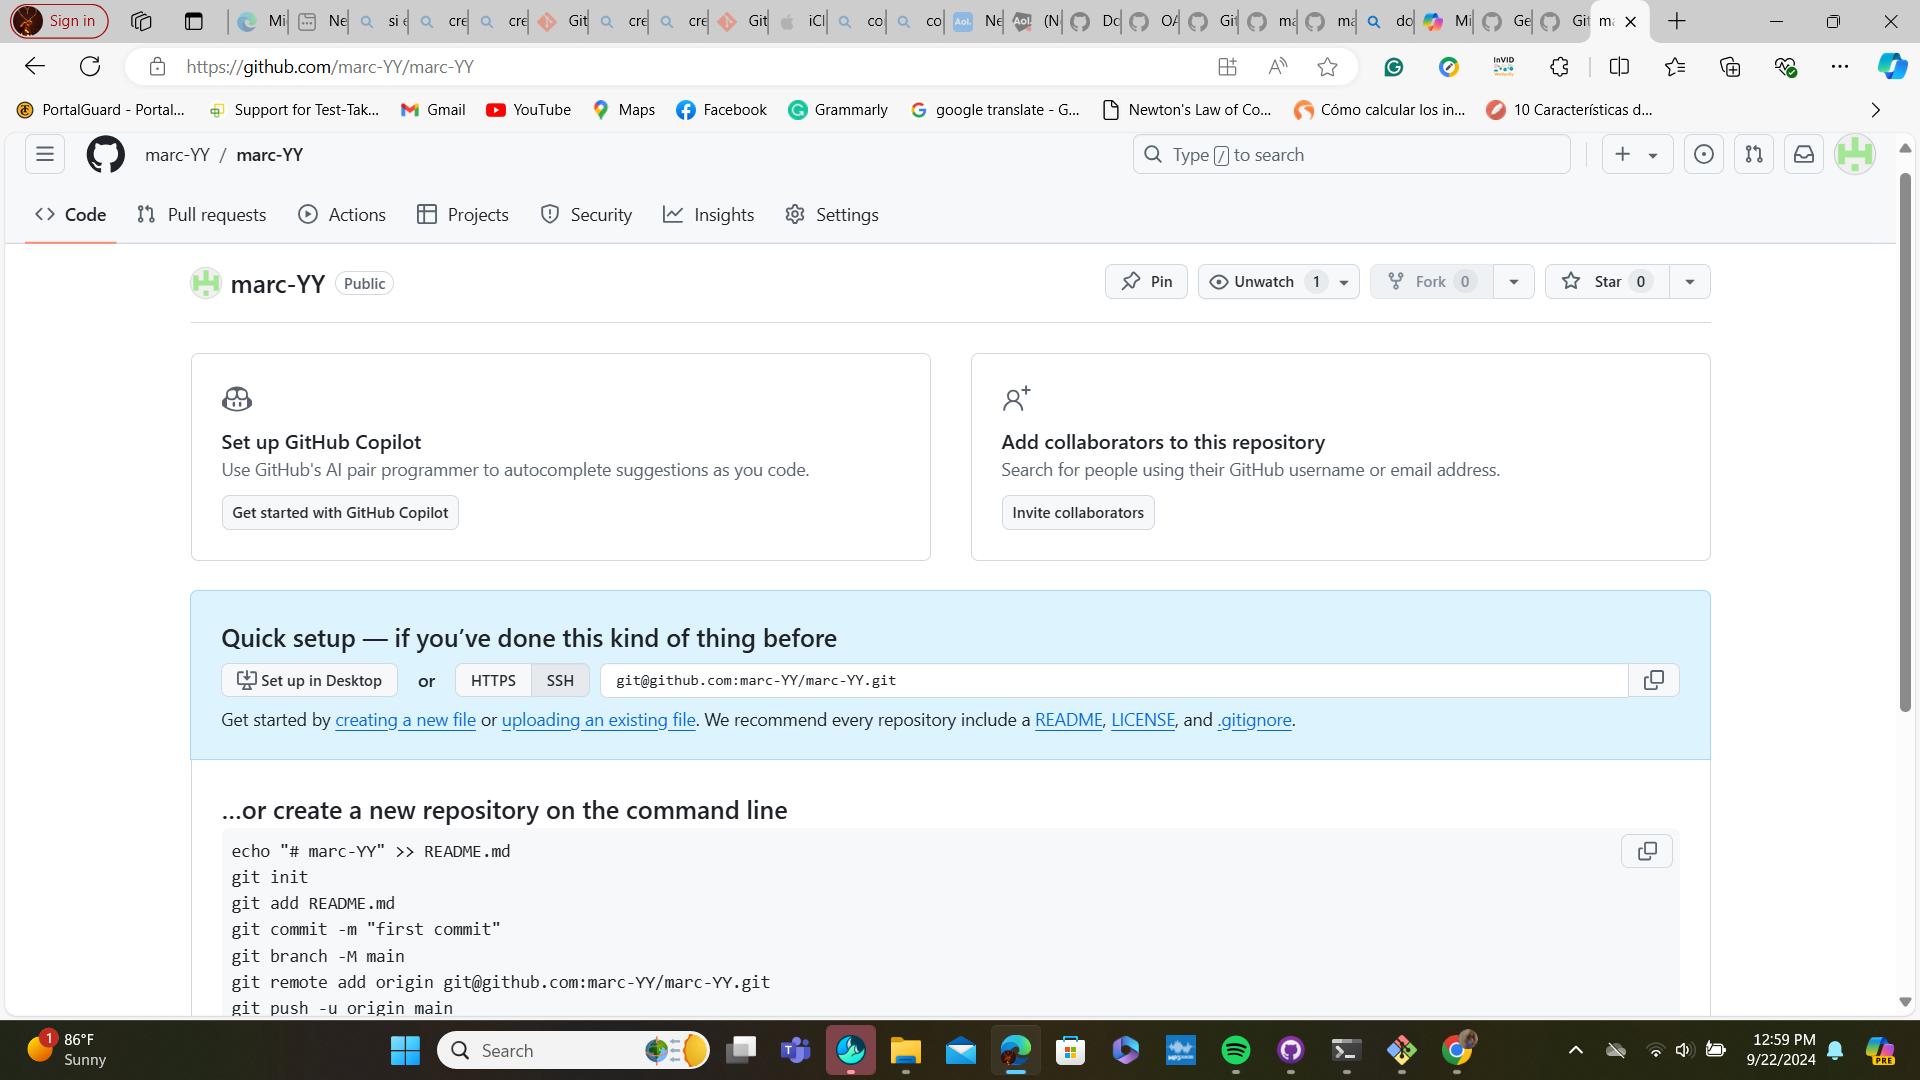 Sign in
Mi
Ne
si e
cre
cre
Git
cre
cre
Git
iCl
co
co
Aol.
Ne
Aol.
(N
Do
OA
Git
ma
ma
do
Mi
Ge
Git
ma
https://github.com/marc-YY/marc-YY
InVID
PortalGuard - Portal...
Support for Test-Tak...
Gmail
YouTube
Maps
Facebook
Grammarly
google translate - G...
Newton's Law of Co...
Cómo calcular los in...
10 Características d...
marc-YY / marc-YY
Type / to search
Code
Pull requests
Actions
Projects
Security
Insights
Settings
marc-YY Public
Pin
Unwatch 1
Fork 0
Star 0
Set up GitHub Copilot
Use GitHub's AI pair programmer to autocomplete suggestions as you code.
Get started with GitHub Copilot
Add collaborators to this repository
Search for people using their GitHub username or email address.
Invite collaborators
Quick setup — if you’ve done this kind of thing before
Set up in Desktop or HTTPS SSH git@github.com:marc-YY/marc-YY.git
Get started by creating a new file or uploading an existing file. We recommend every repository include a README, LICENSE, and .gitignore.
…or create a new repository on the command line
echo "# marc-YY" >> README.md
git init
git add README.md
git commit -m "first commit"
git branch -M main
git remote add origin git@github.com:marc-YY/marc-YY.git
git push -u origin main
1
86°F
Sunny
Search
12:59 PM
9/22/2024
PRE